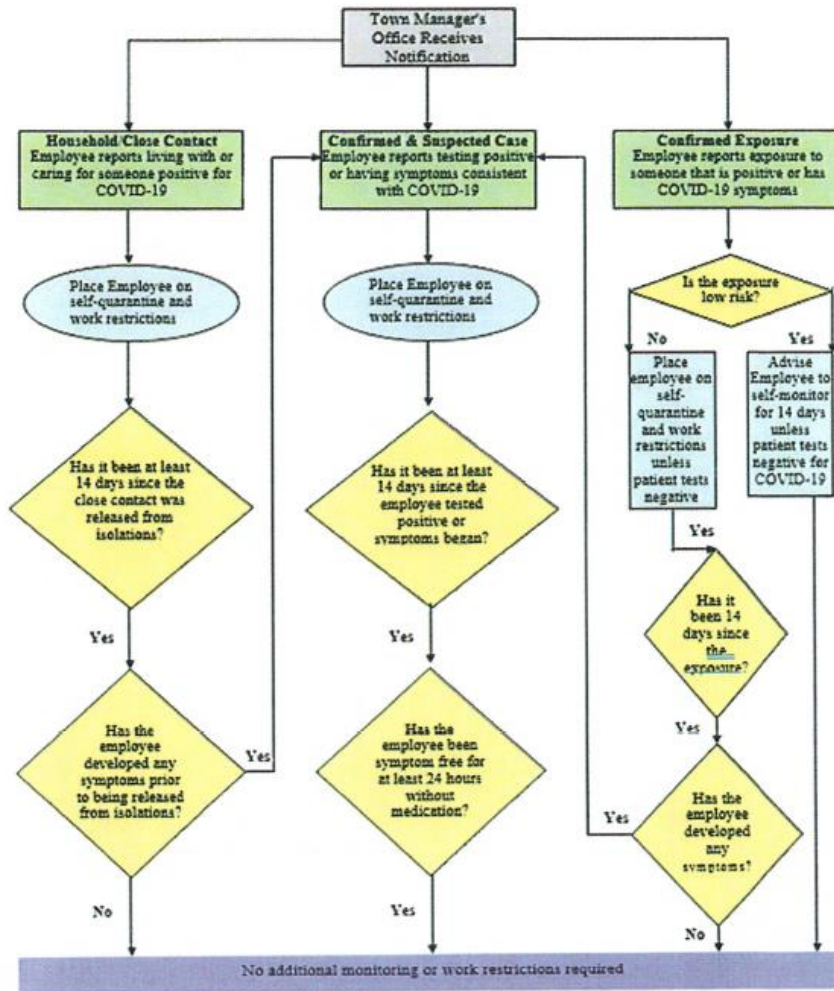 Town Manager's
Office Receives
Notification
Household/Close Contact
Employee reports living with or
caring for someone positive for
COVID-19
Confirmed & Suspected Case
Employee reports testing positive
or having symptoms consistent
with COVID-19
Confirmed Exposure
Employee reports exposure to
someone that is positive or has
COVID-19 symptoms
Place Employee on
self-quarantine and
work restrictions
Place Employee on
self-quarantine and
work restrictions
Is the exposure
low risk?
No
Yes
Place
employee on
self-
quarantine
and work
restrictions
unless
patient tests
negative
Advise
Employee to
self-monitor
for 14 days
unless
patient tests
negative for
COVID-19
Has it been at least
14 days since the
close contact was
released from
isolations?
Has it been at least
14 days since the
employee tested
positive or
symptoms began?
Yes
Has it
been 14
days since
the
exposure?
Yes
Yes
Yes
Has the
employee
developed any
symptoms prior
to being released
from isolations?
Yes
Has the
employee been
symptom free for
at least 24 hours
without
medication?
Yes
Has the
employee
developed
any
symptoms?
No
Yes
No
No additional monitoring or work restrictions required